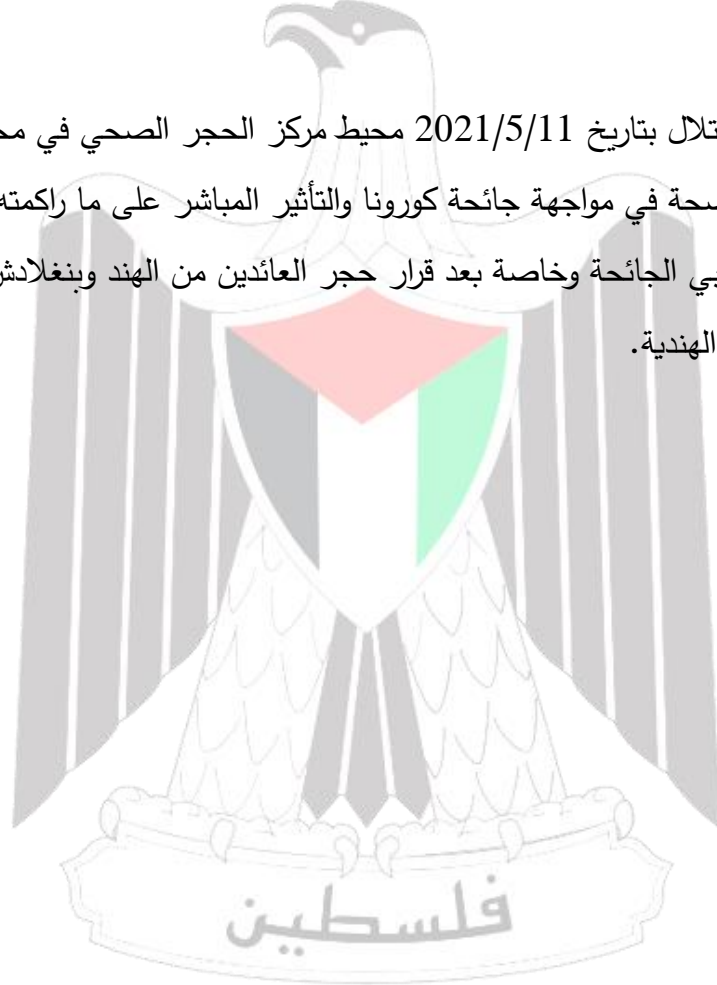 تلال بتاريخ 2021/5/11 محيط مركز الحجر الصحي في مح
سحة في مواجهة جائحة كورونا والتأثير المباشر على ما راكمته
بي الجائحة وخاصة بعد قرار حجر العائدين من الهند وبنغلادش
الهندية.
فلسطين